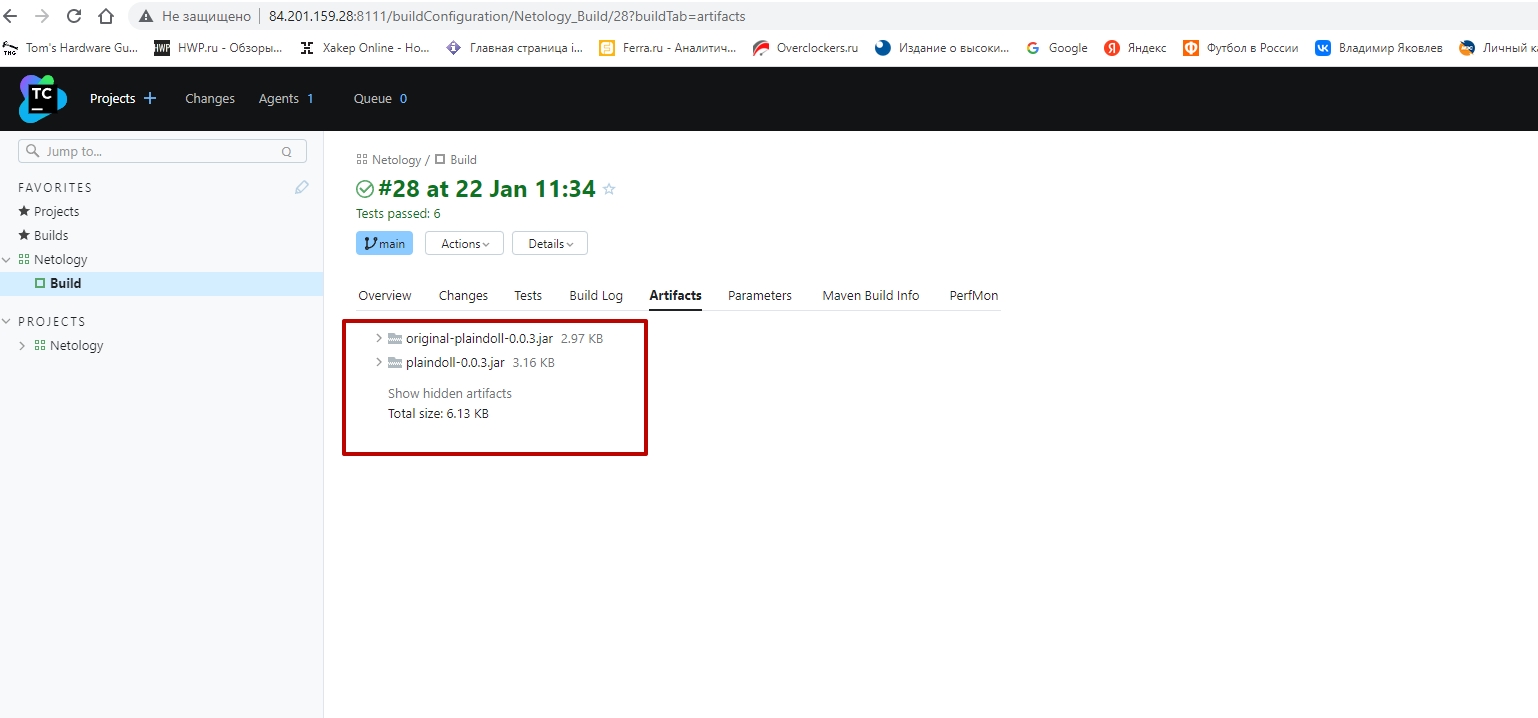 Не защищено 84.201.159.28:8111/buildConfiguration/Netology_Build/28?buildTab=artifacts
THG Tom's Hardware Gu... HWP HWP.ru - Обзоры... Xakep Online - Но... Главная страница i... Ferra.ru - Аналитич... Overclockers.ru Издание о высоки... G Google Я Яндекс Футбол в России Владимир Яковлев Личный ка
TC
Projects + Changes Agents 1 Queue 0
Jump to... Q
FAVORITES
Projects
Builds
Netology
Build
PROJECTS
Netology
Netology / Build
#28 at 22 Jan 11:34
Tests passed: 6
main Actions Details
Overview Changes Tests Build Log Artifacts Parameters Maven Build Info PerfMon
original-plaindoll-0.0.3.jar 2.97 KB
plaindoll-0.0.3.jar 3.16 KB
Show hidden artifacts
Total size: 6.13 KB